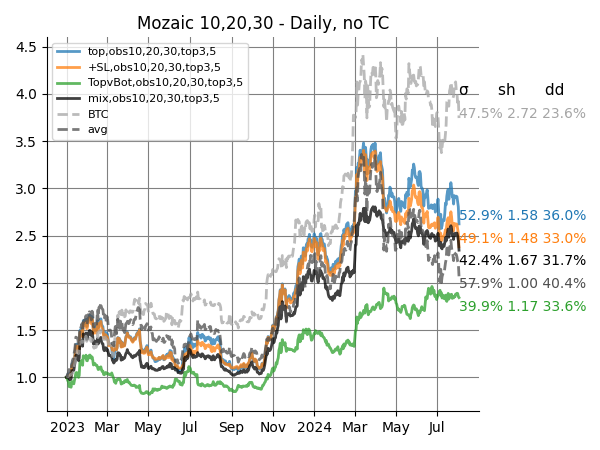 Mozaic 10,20,30 - Daily, no TC
4.5
4.0
3.5
3.0
2.5
2.0
1.5
1.0
top,obs10,20,30,top3,5
+SL,obs10,20,30,top3,5
TopvBot,obs10,20,30,top3,5
mix,obs10,20,30,top3,5
BTC
avg
σ sh dd
47.5% 2.72 23.6%
52.9% 1.58 36.0%
49.1% 1.48 33.0%
42.4% 1.67 31.7%
57.9% 1.00 40.4%
39.9% 1.17 33.6%
2023 Mar May Jul Sep Nov 2024 Mar May Jul